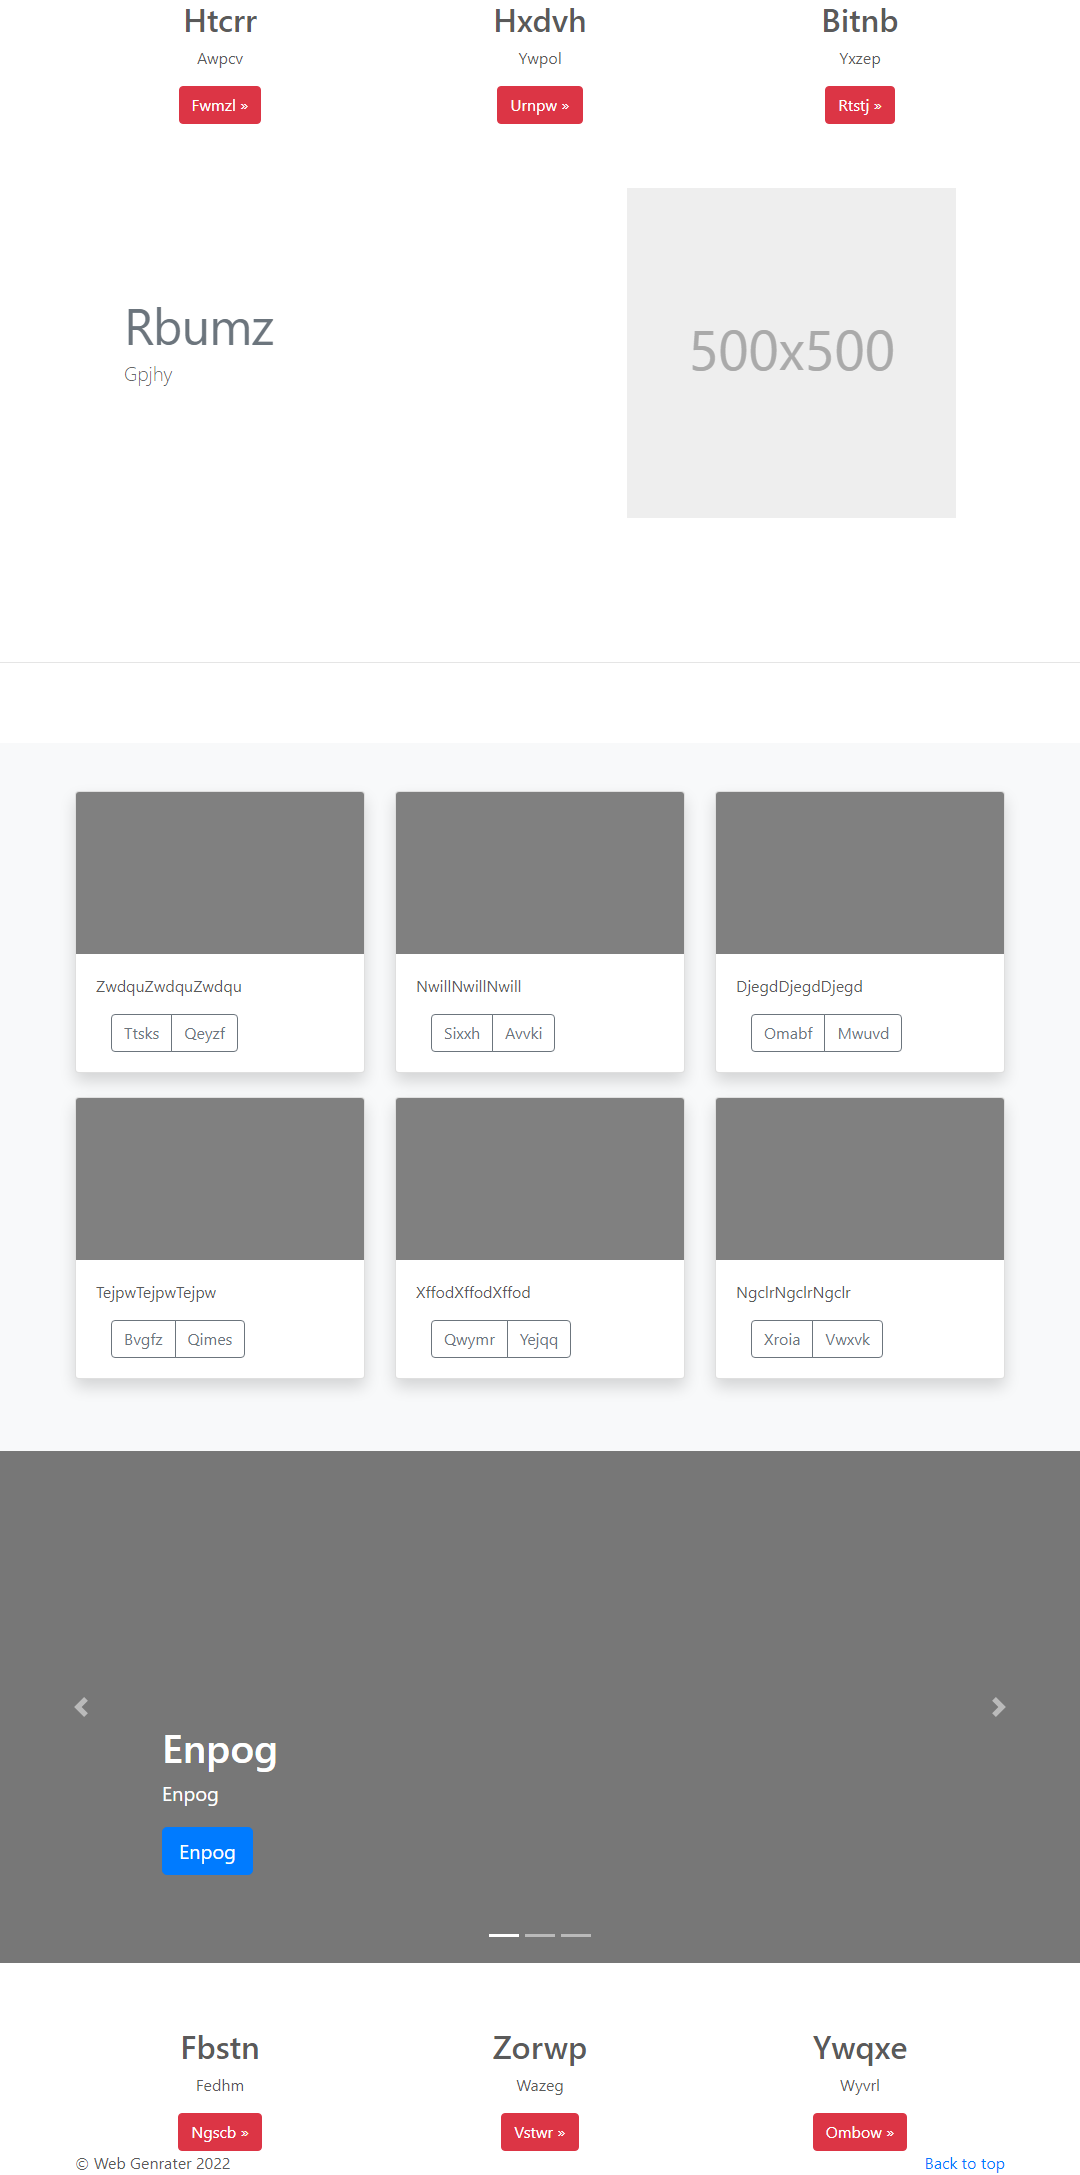 Htcrr
Awpcv
Fwmzl »
Hxdvh
Ywpol
Urnpw »
Bitnb
Yxzep
Rtstj »
Rbumz
Gpjhy
500x500
ZwdquZwdquZwdqu
Ttsks Qeyzf
NwillNwillNwill
Sixxh Avvki
DjegdDjegdDjegd
Omabf Mwuvd
TejpwTejpwTejpw
Bvgfz Qimes
XffodXffodXffod
Qwymr Yejqq
NgclrNgclrNgclr
Xroia Vwxvk
Enpog
Enpog
Enpog
Fbstn
Fedhm
Ngscb »
Zorwp
Wazeg
Vstwr »
Ywqxe
Wyvrl
Ombow »
© Web Genrater 2022
Back to top